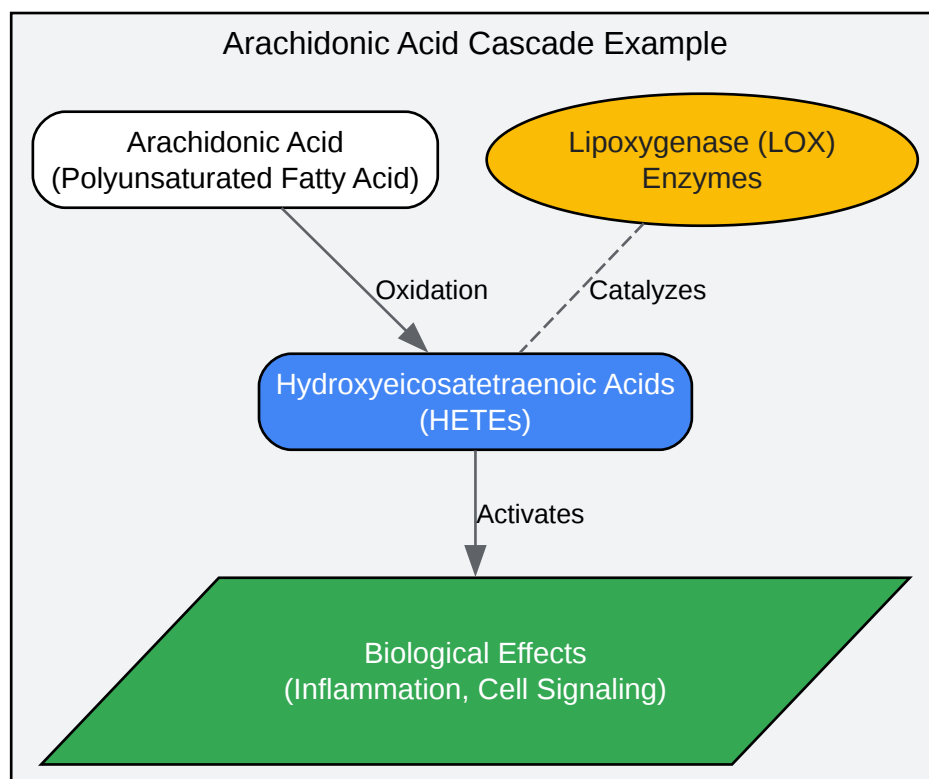 Arachidonic Acid Cascade Example
Arachidonic Acid
(Polyunsaturated Fatty Acid)
Lipoxygenase (LOX)
Enzymes
Oxidation
Catalyzes
Hydroxyeicosatetraenoic Acids
(HETEs)
Activates
Biological Effects
(Inflammation, Cell Signaling)